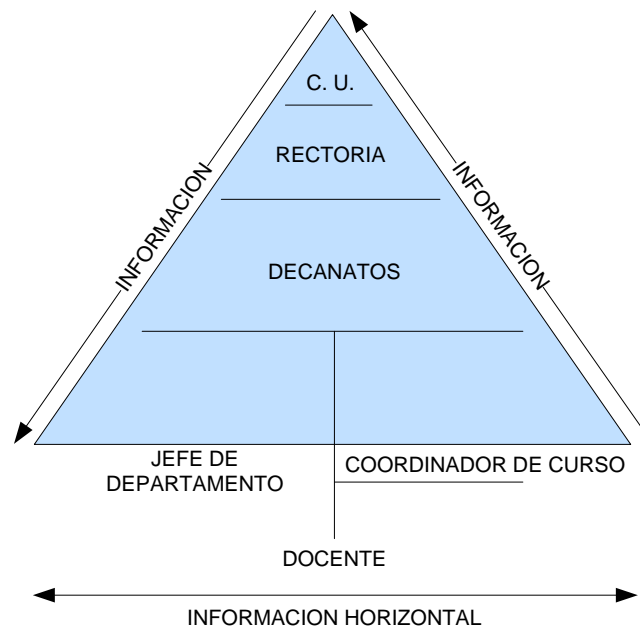 C. U.
RECTORIA
INFORMACION
INFORMACION
DECANATOS
JEFE DE
DEPARTAMENTO
COORDINADOR DE CURSO
DOCENTE
INFORMACION HORIZONTAL